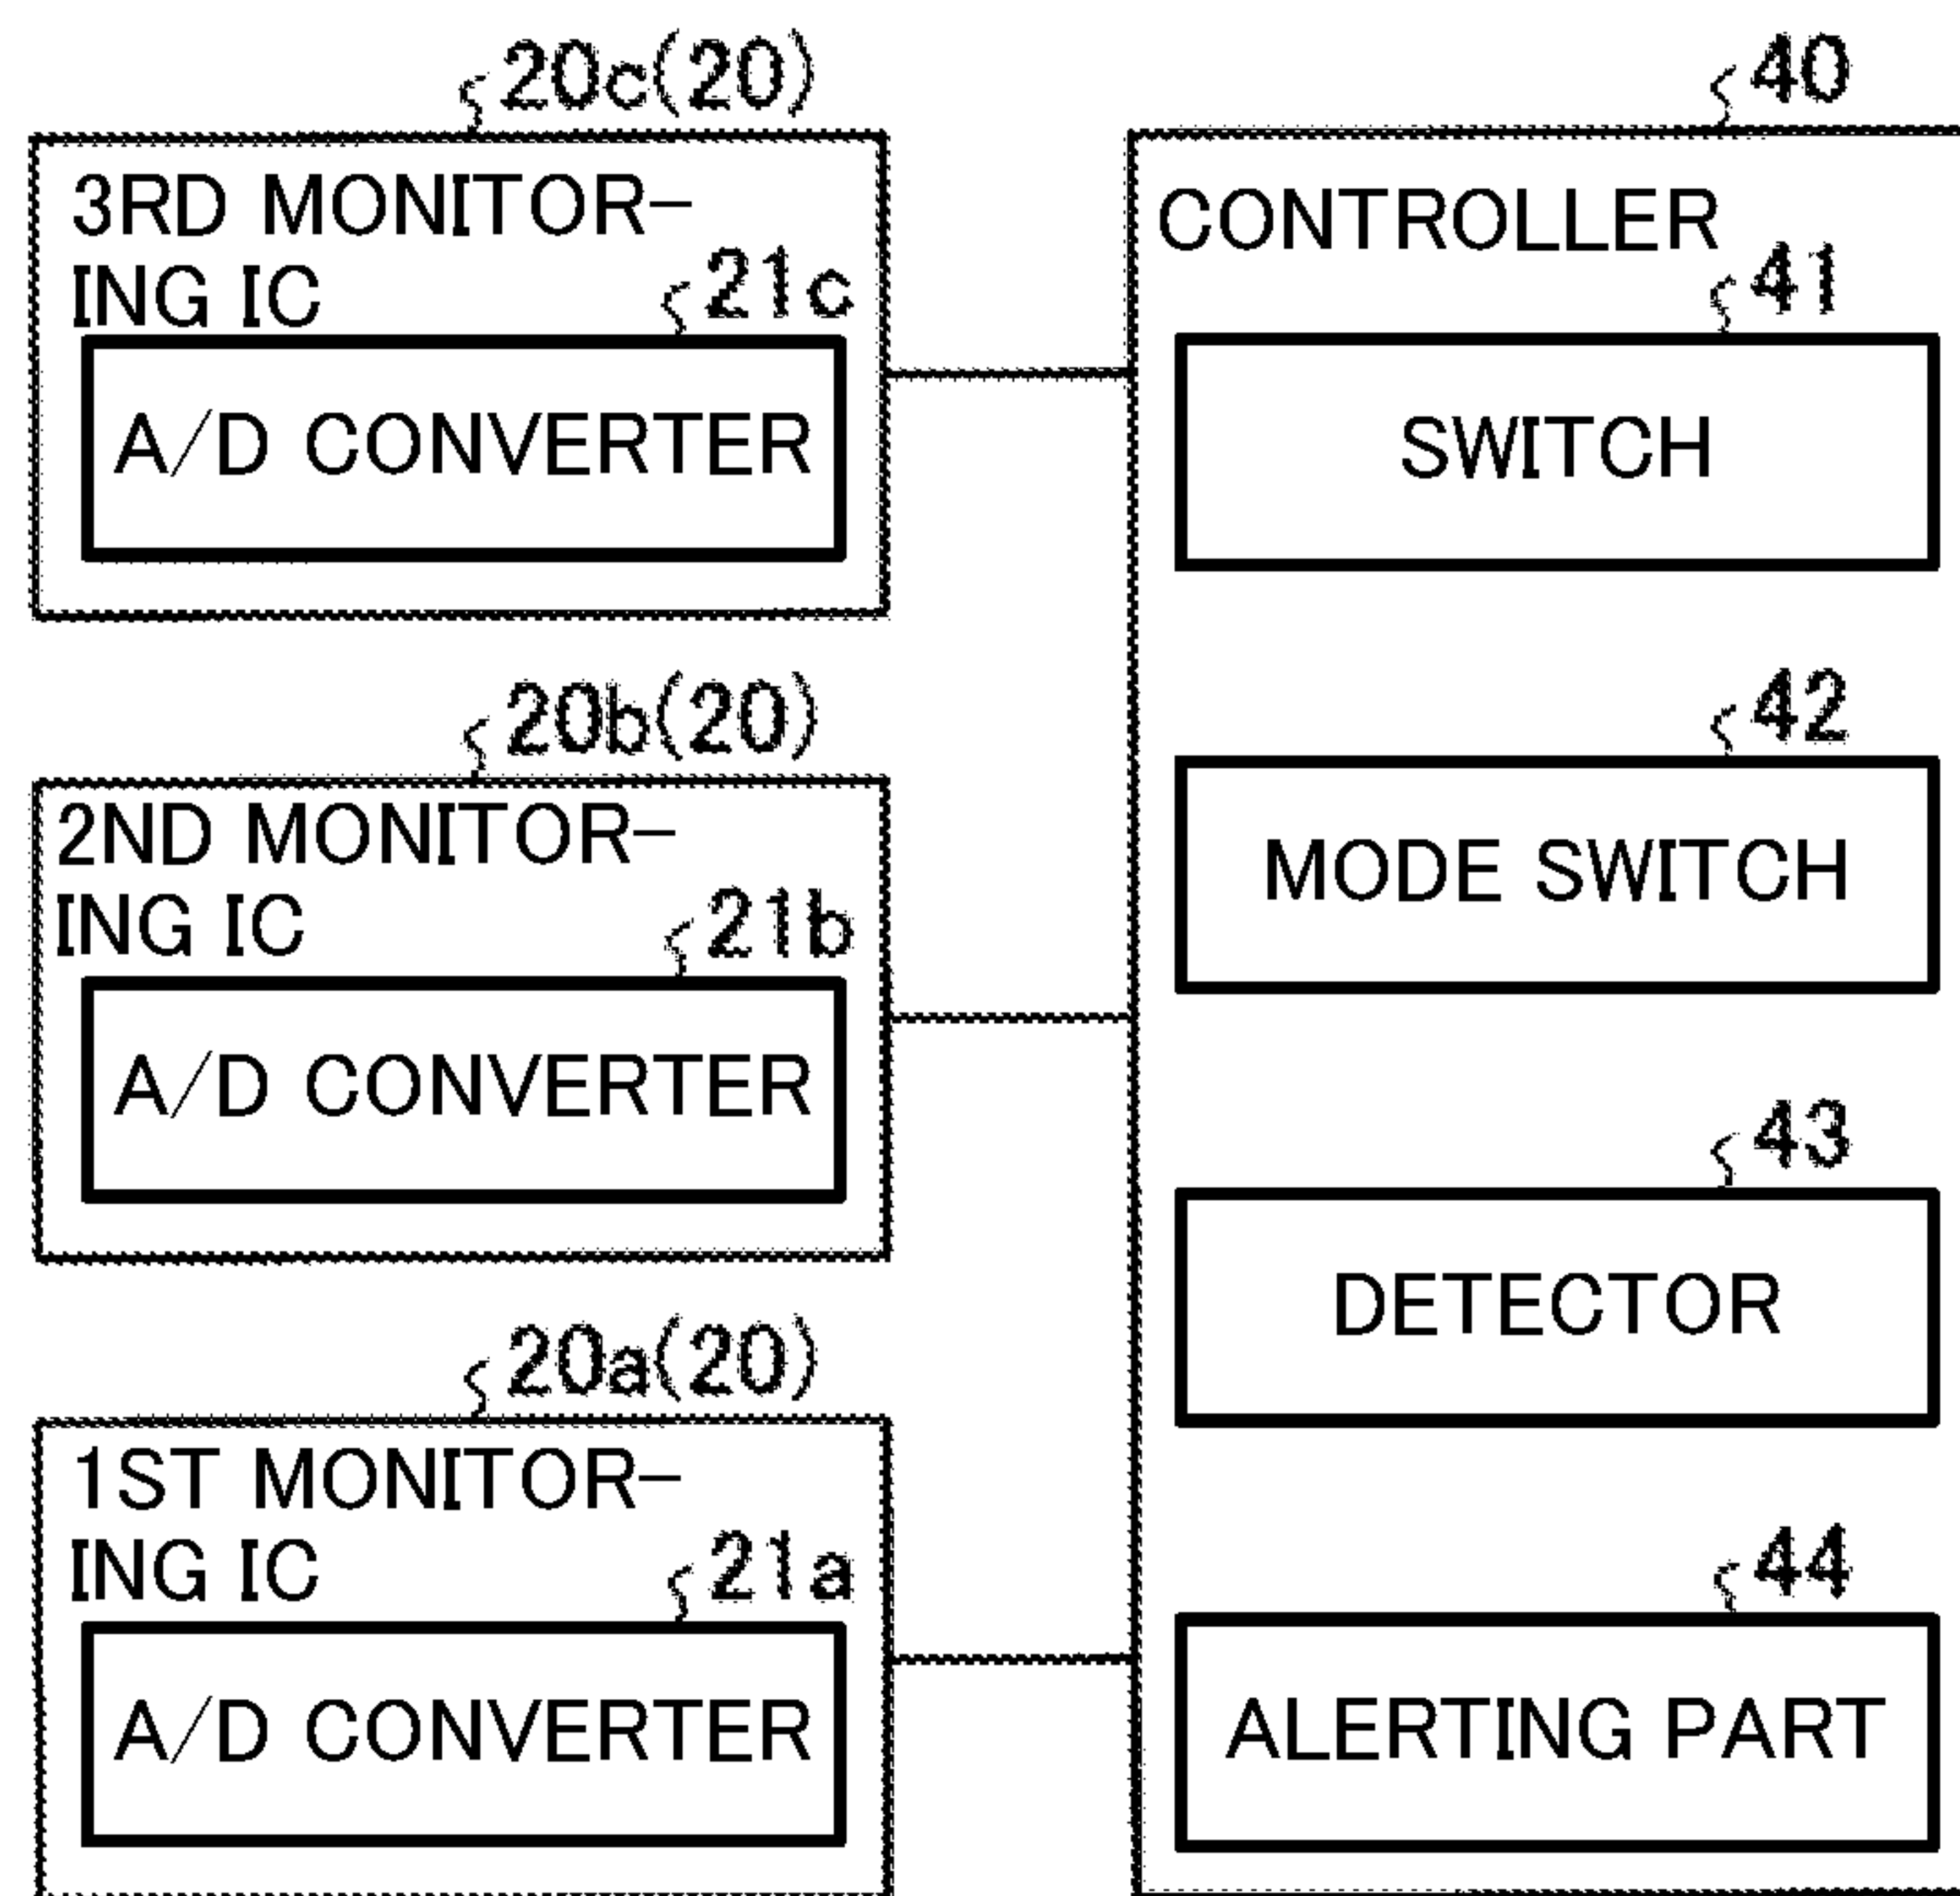 20c(20)
3RD MONITOR-
ING IC
21c
A/D CONVERTER
20b(20)
2ND MONITOR-
ING IC
21b
A/D CONVERTER
20a(20)
1ST MONITOR-
ING IC
21a
A/D CONVERTER
40
CONTROLLER
41
SWITCH
42
MODE SWITCH
43
DETECTOR
44
ALERTING PART